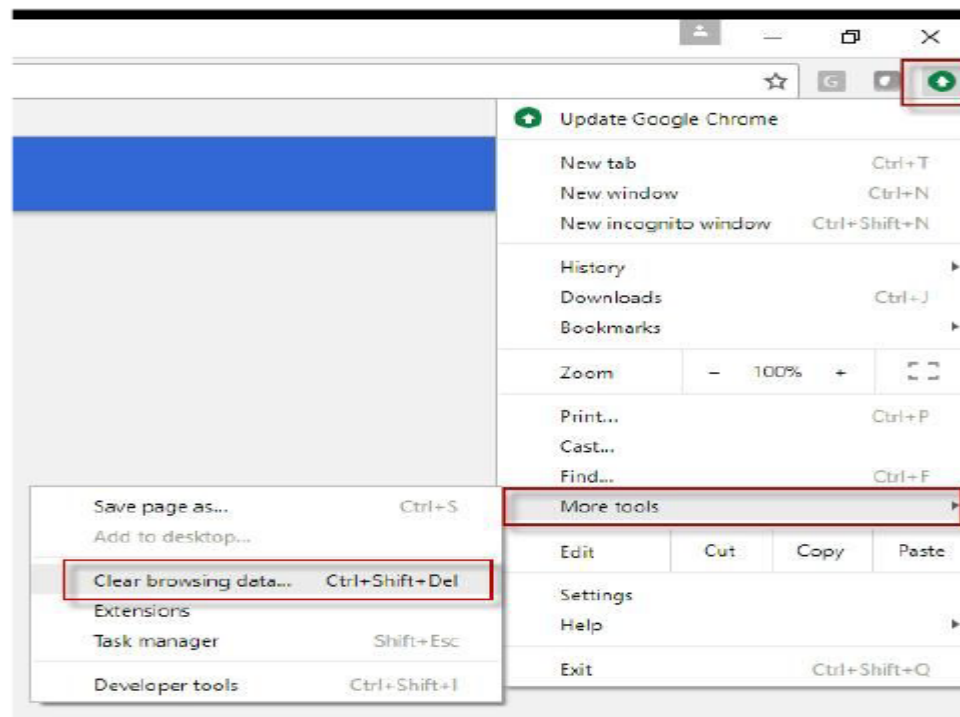 G
Update Google Chrome
New tab Ctrl+T
New window Ctrl+N
New incognito window Ctrl+Shift+N
History
Downloads Ctrl+J
Bookmarks
Zoom – 100% +
Print... Ctrl+P
Cast...
Find... Ctrl+F
More tools
Edit Cut Copy Paste
Settings
Help
Exit Ctrl+Shift+Q
Save page as... Ctrl+S
Add to desktop...
Clear browsing data... Ctrl+Shift+Del
Extensions
Task manager Shift+Esc
Developer tools Ctrl+Shift+I